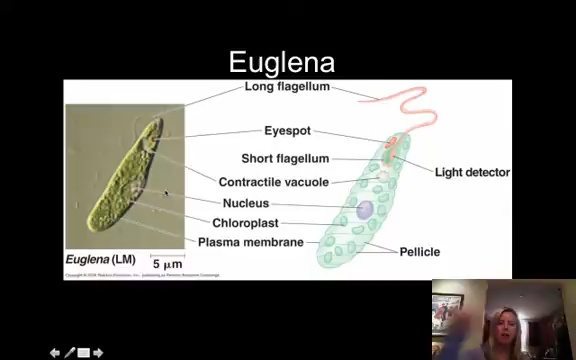 Euglena
Long flagellum
Eyespot
Short flagellum
Light detector
Contractile vacuole
Nucleus
Chloroplast
Plasma membrane
Pellicle
Euglena (LM)
5 μm